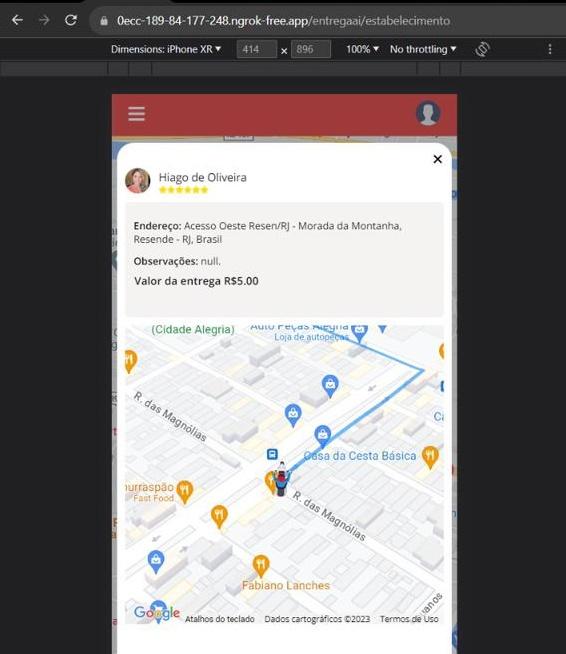 0ecc-189-84-177-248.ngrok-free.app/entregaai/estabelecimento
Dimensions: iPhone XR 414 × 896 100% No throttling
Hiago de Oliveira
Endereço: Acesso Oeste Resen/RJ - Morada da Montanha,
Resende - RJ, Brasil
Observações: null.
Valor da entrega R$5.00
(Cidade Alegria)
Auto Peças Alegria
Loja de autopeças
R. das Magnólias
Casa da Cesta Básica
urraspão
Fast Food
R. das Magnólias
Fabiano Lanches
Google
Atalhos do teclado Dados cartográficos ©2023 Termos de Uso